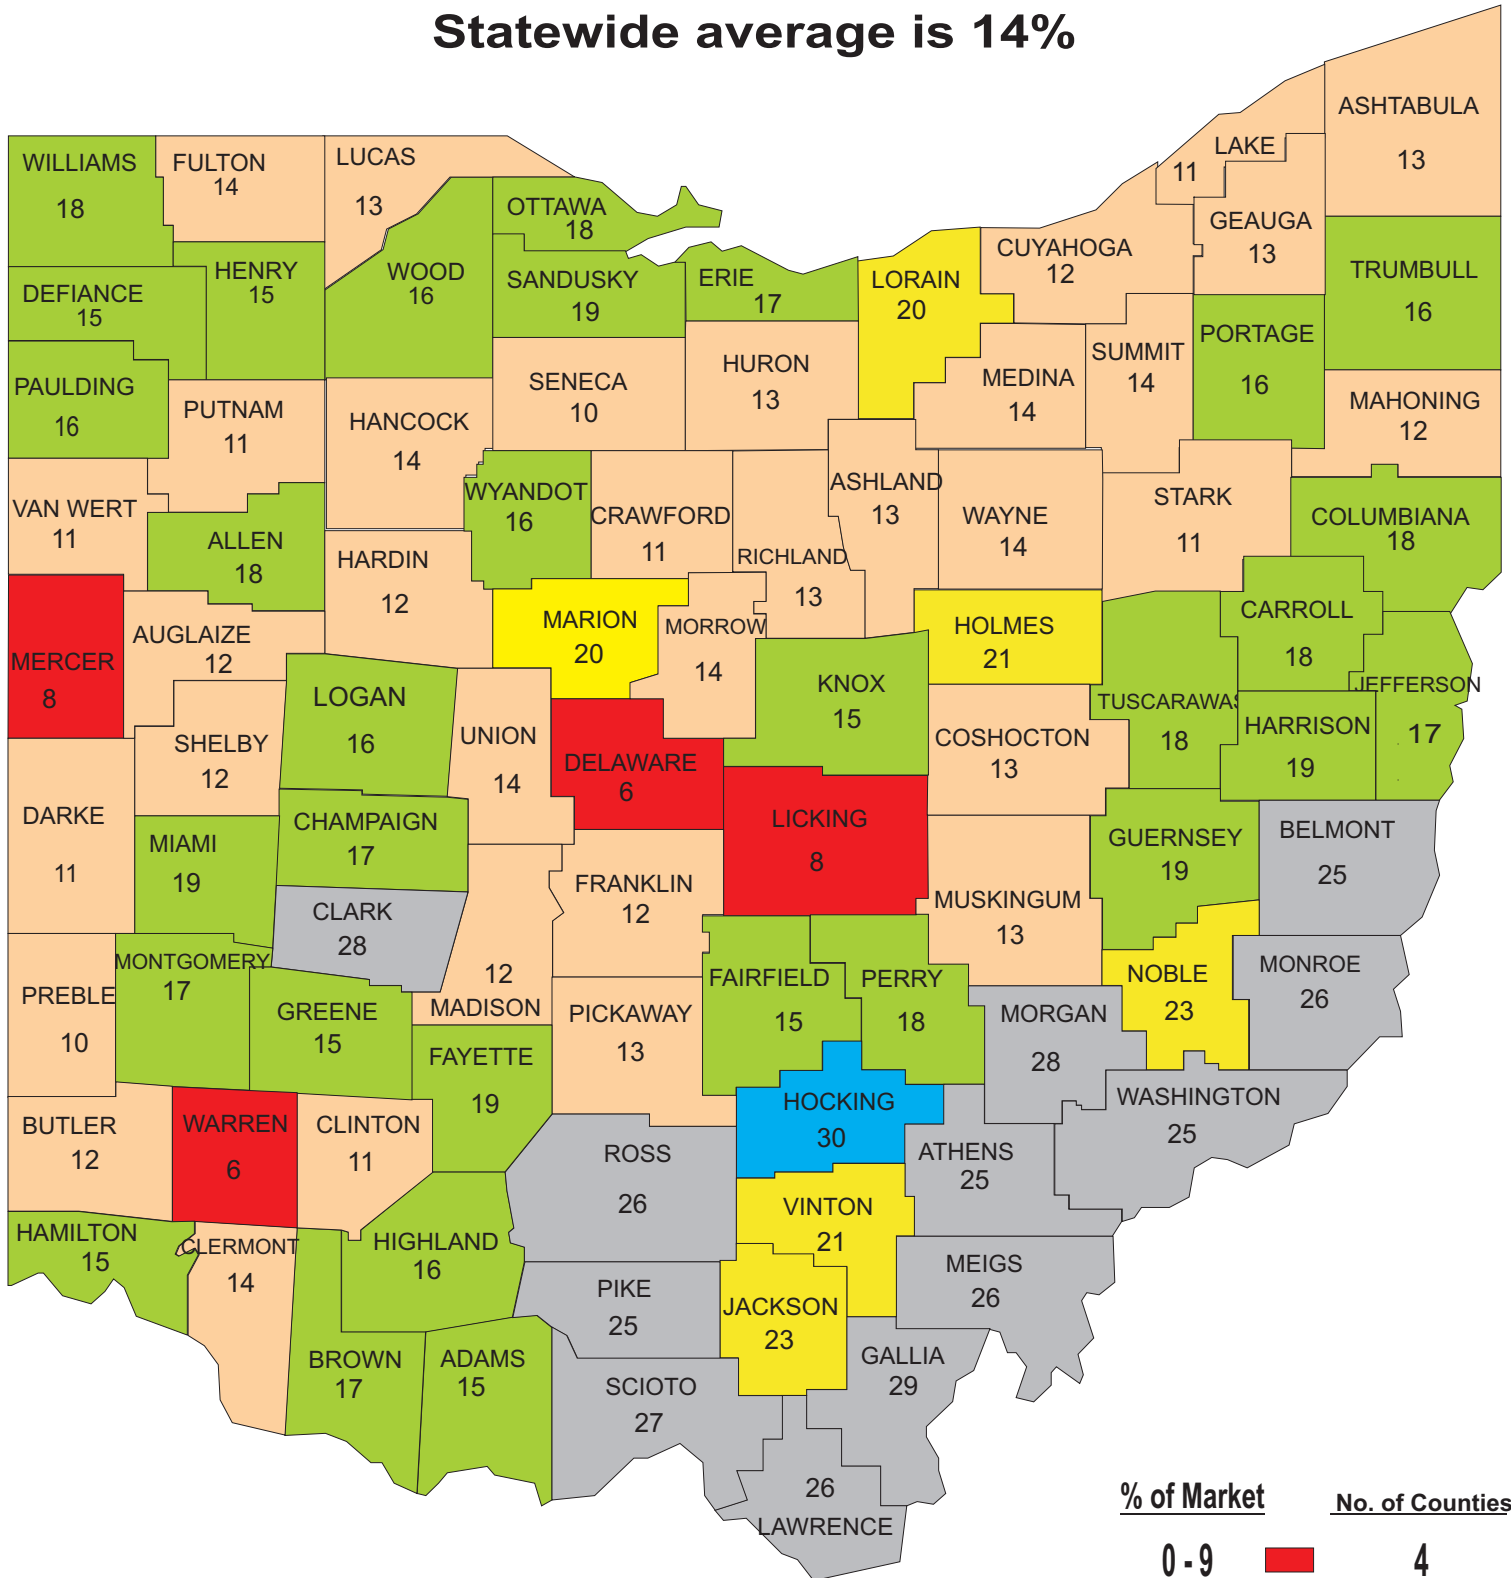 Statewide average is 14%
ASHTABULA
13
LAKE
11
WILLIAMS
18
FULTON
14
LUCAS
13
OTTAWA
18
GEAUGA
13
CUYAHOGA
12
HENRY
15
WOOD
16
SANDUSKY
19
ERIE
17
LORAIN
20
TRUMBULL
16
DEFIANCE
15
PORTAGE
16
SUMMIT
14
HURON
13
MEDINA
14
SENECA
10
PAULDING
16
PUTNAM
11
HANCOCK
14
MAHONING
12
WYANDOT
16
CRAWFORD
11
ASHLAND
13
STARK
11
VAN WERT
11
WAYNE
14
COLUMBIANA
18
ALLEN
18
HARDIN
12
RICHLAND
13
MARION
20
MORROW
14
HOLMES
21
CARROLL
18
AUGLAIZE
12
MERCER
8
LOGAN
16
KNOX
15
JEFFERSON
17
TUSCARAWAS
18
HARRISON
19
UNION
14
SHELBY
12
COSHOCTON
13
DELAWARE
6
DARKE
11
LICKING
8
CHAMPAIGN
17
BELMONT
25
MIAMI
19
GUERNSEY
19
FRANKLIN
12
MUSKINGUM
13
CLARK
28
MONTGOMERY
17
12
MADISON
FAIRFIELD
15
PERRY
18
NOBLE
23
MONROE
26
PREBLE
10
GREENE
15
PICKAWAY
13
MORGAN
28
FAYETTE
19
HOCKING
30
WASHINGTON
25
BUTLER
12
WARREN
6
CLINTON
11
ROSS
26
ATHENS
25
VINTON
21
HAMILTON
15
CLERMONT
14
HIGHLAND
16
MEIGS
26
PIKE
25
JACKSON
23
BROWN
17
ADAMS
15
GALLIA
29
SCIOTO
27
26
LAWRENCE
% of Market No. of Counties
0 - 9 4